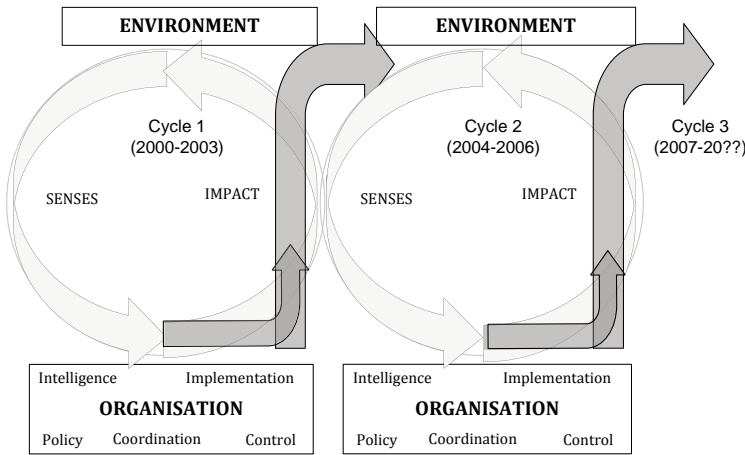 ENVIRONMENT
ENVIRONMENT
Cycle 1
(2000-2003)
Cycle 2
(2004-2006)
Cycle 3
(2007-20??)
SENSES
IMPACT
SENSES
IMPACT
Intelligence
Implementation
ORGANISATION
Policy
Coordination
Control
Intelligence
Implementation
ORGANISATION
Policy
Coordination
Control